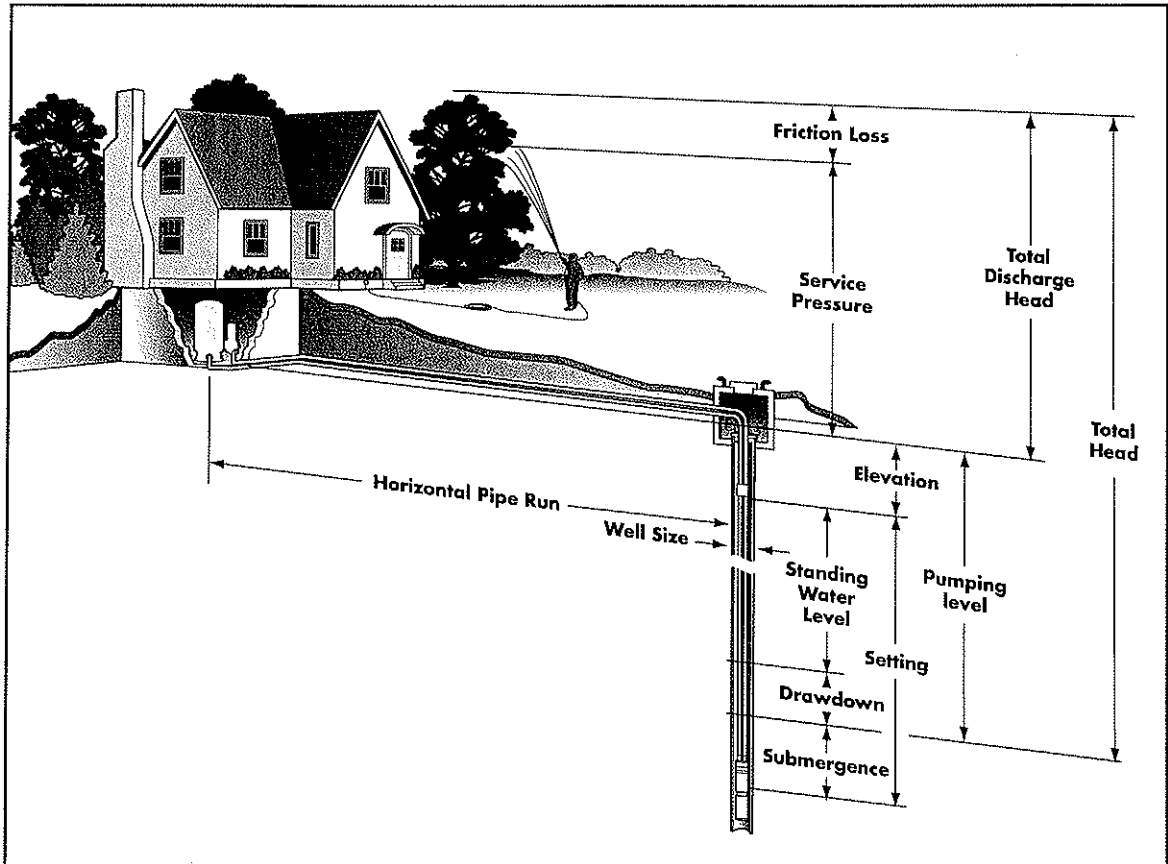 Friction Loss
Total
Discharge
Head
Service
Pressure
Total
Head
Elevation
Horizontal Pipe Run
Well Size
Standing
Water
Level
Pumping
level
Setting
Drawdown
Submergence